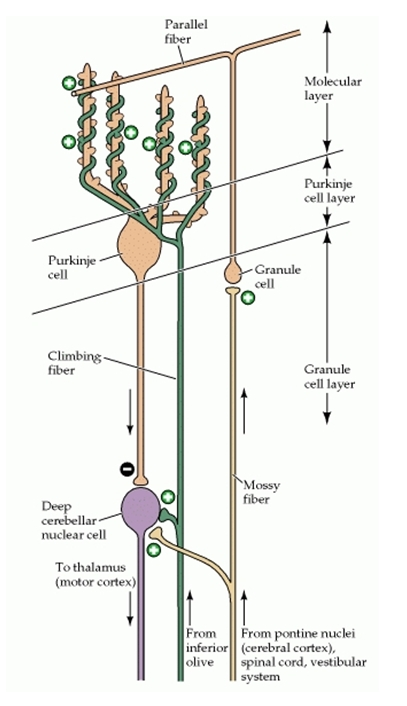 Parallel
fiber
Molecular
layer
Purkinje
cell layer
Purkinje
cell
Granule
cell
Climbing
fiber
Granule
cell layer
Mossy
fiber
Deep
cerebellar
nuclear cell
To thalamus
(motor cortex)
From
inferior
olive
From pontine nuclei
(cerebral cortex),
spinal cord, vestibular
system